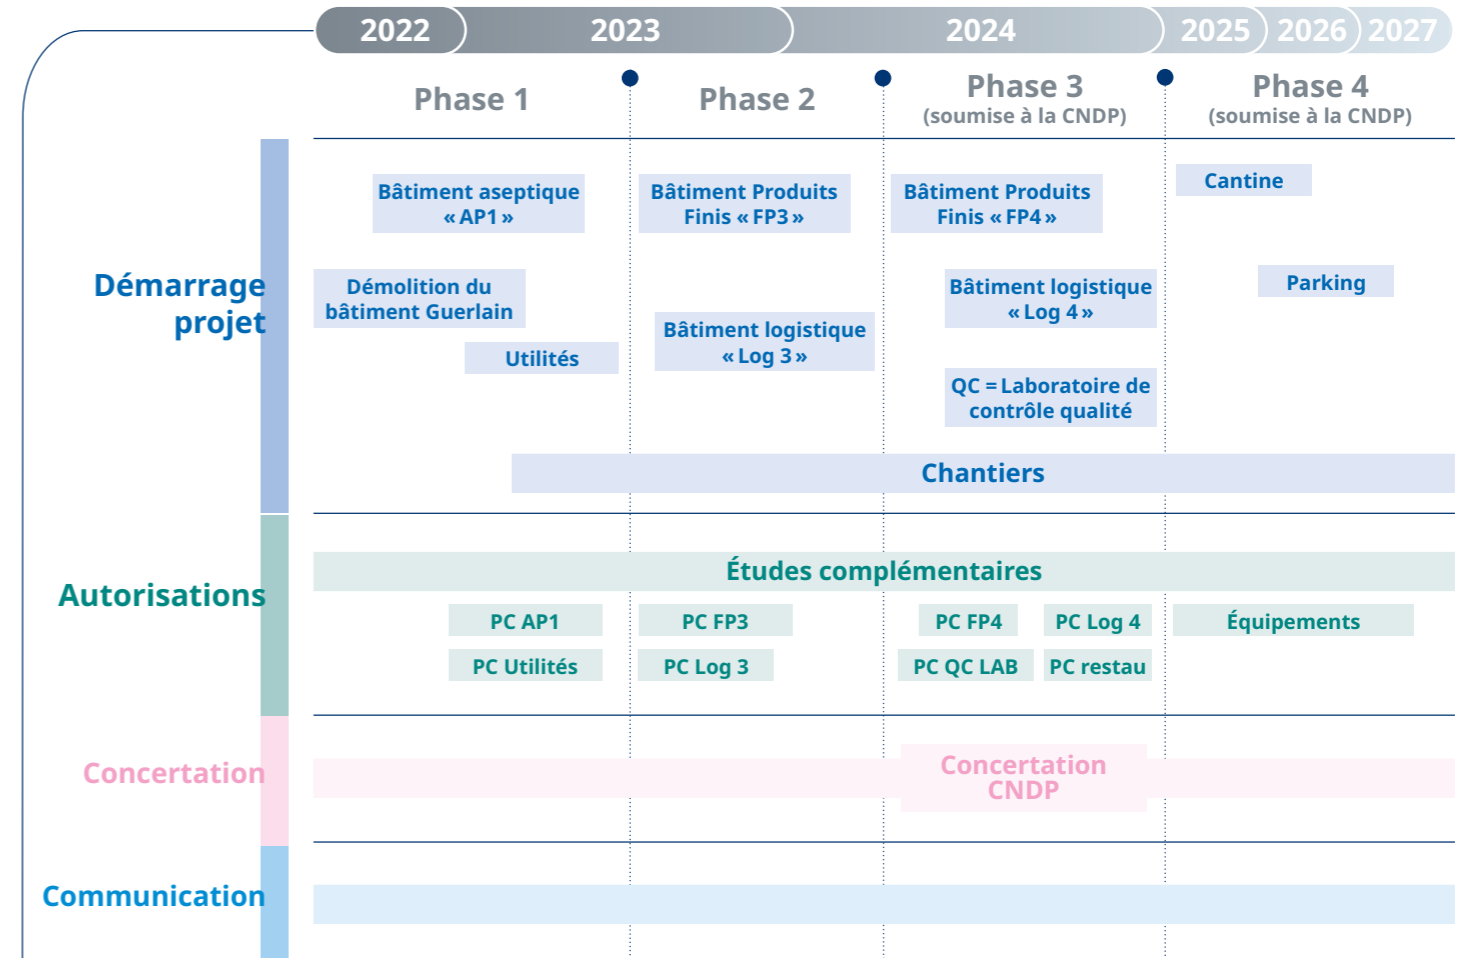 2022 2023 2024 2025 2026 2027
Phase 1
Phase 2
Phase 3
(soumise à la CNDP)
Phase 4
(soumise à la CNDP)
Démarrage
projet
Bâtiment aseptique
« AP1 »
Démolition du
bâtiment Guerlain
Utilités
Bâtiment Produits
Finis « FP3 »
Bâtiment logistique
« Log 3 »
Bâtiment Produits
Finis « FP4 »
Bâtiment logistique
« Log 4 »
QC = Laboratoire de
contrôle qualité
Cantine
Parking
Chantiers
Autorisations
Études complémentaires
PC AP1
PC Utilités
PC FP3
PC Log 3
PC FP4
PC Log 4
PC QC LAB
PC restau
Équipements
Concertation
Concertation
CNDP
Communication